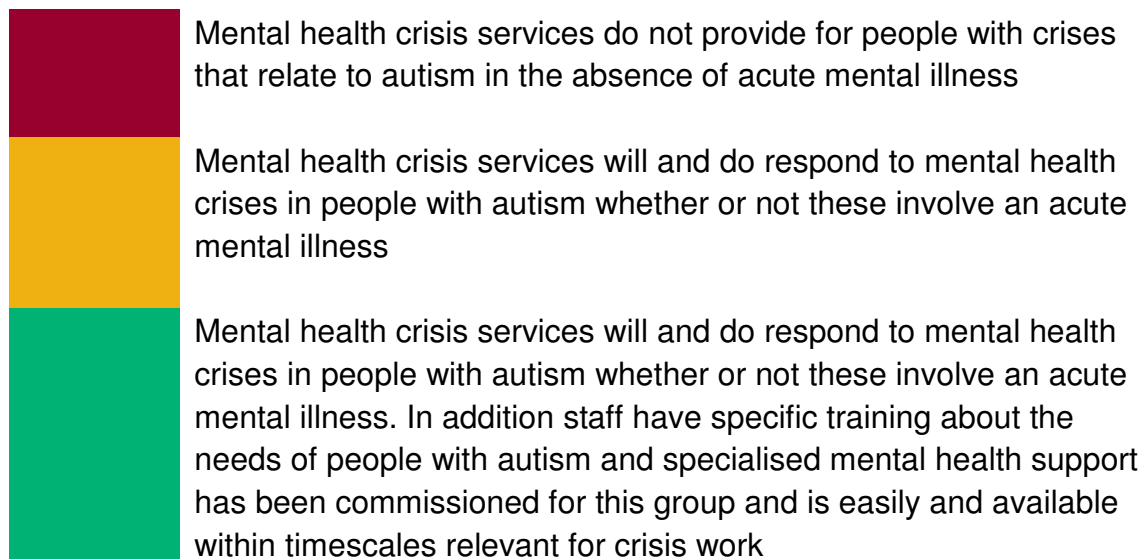 Mental health crisis services do not provide for people with crises
that relate to autism in the absence of acute mental illness
Mental health crisis services will and do respond to mental health
crises in people with autism whether or not these involve an acute
mental illness
Mental health crisis services will and do respond to mental health
crises in people with autism whether or not these involve an acute
mental illness. In addition staff have specific training about the
needs of people with autism and specialised mental health support
has been commissioned for this group and is easily and available
within timescales relevant for crisis work